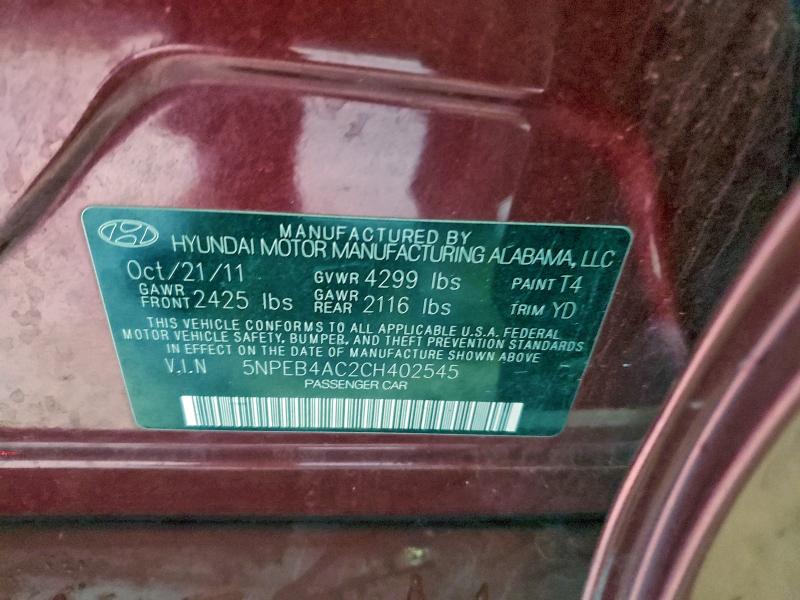 MANUFACTURED BY
HYUNDAI MOTOR MANUFACTURING ALABAMA, LLC
Oct/21/11 GVWR 4299 lbs PAINT T4
GAWR FRONT 2425 lbs GAWR REAR 2116 lbs TRIM YD
THIS VEHICLE CONFORMS TO ALL APPLICABLE U.S.A. FEDERAL
MOTOR VEHICLE SAFETY, BUMPER, AND THEFT PREVENTION STANDARDS
IN EFFECT ON THE DATE OF MANUFACTURE SHOWN ABOVE.
V.I.N 5NPEB4AC2CH402545
PASSENGER CAR